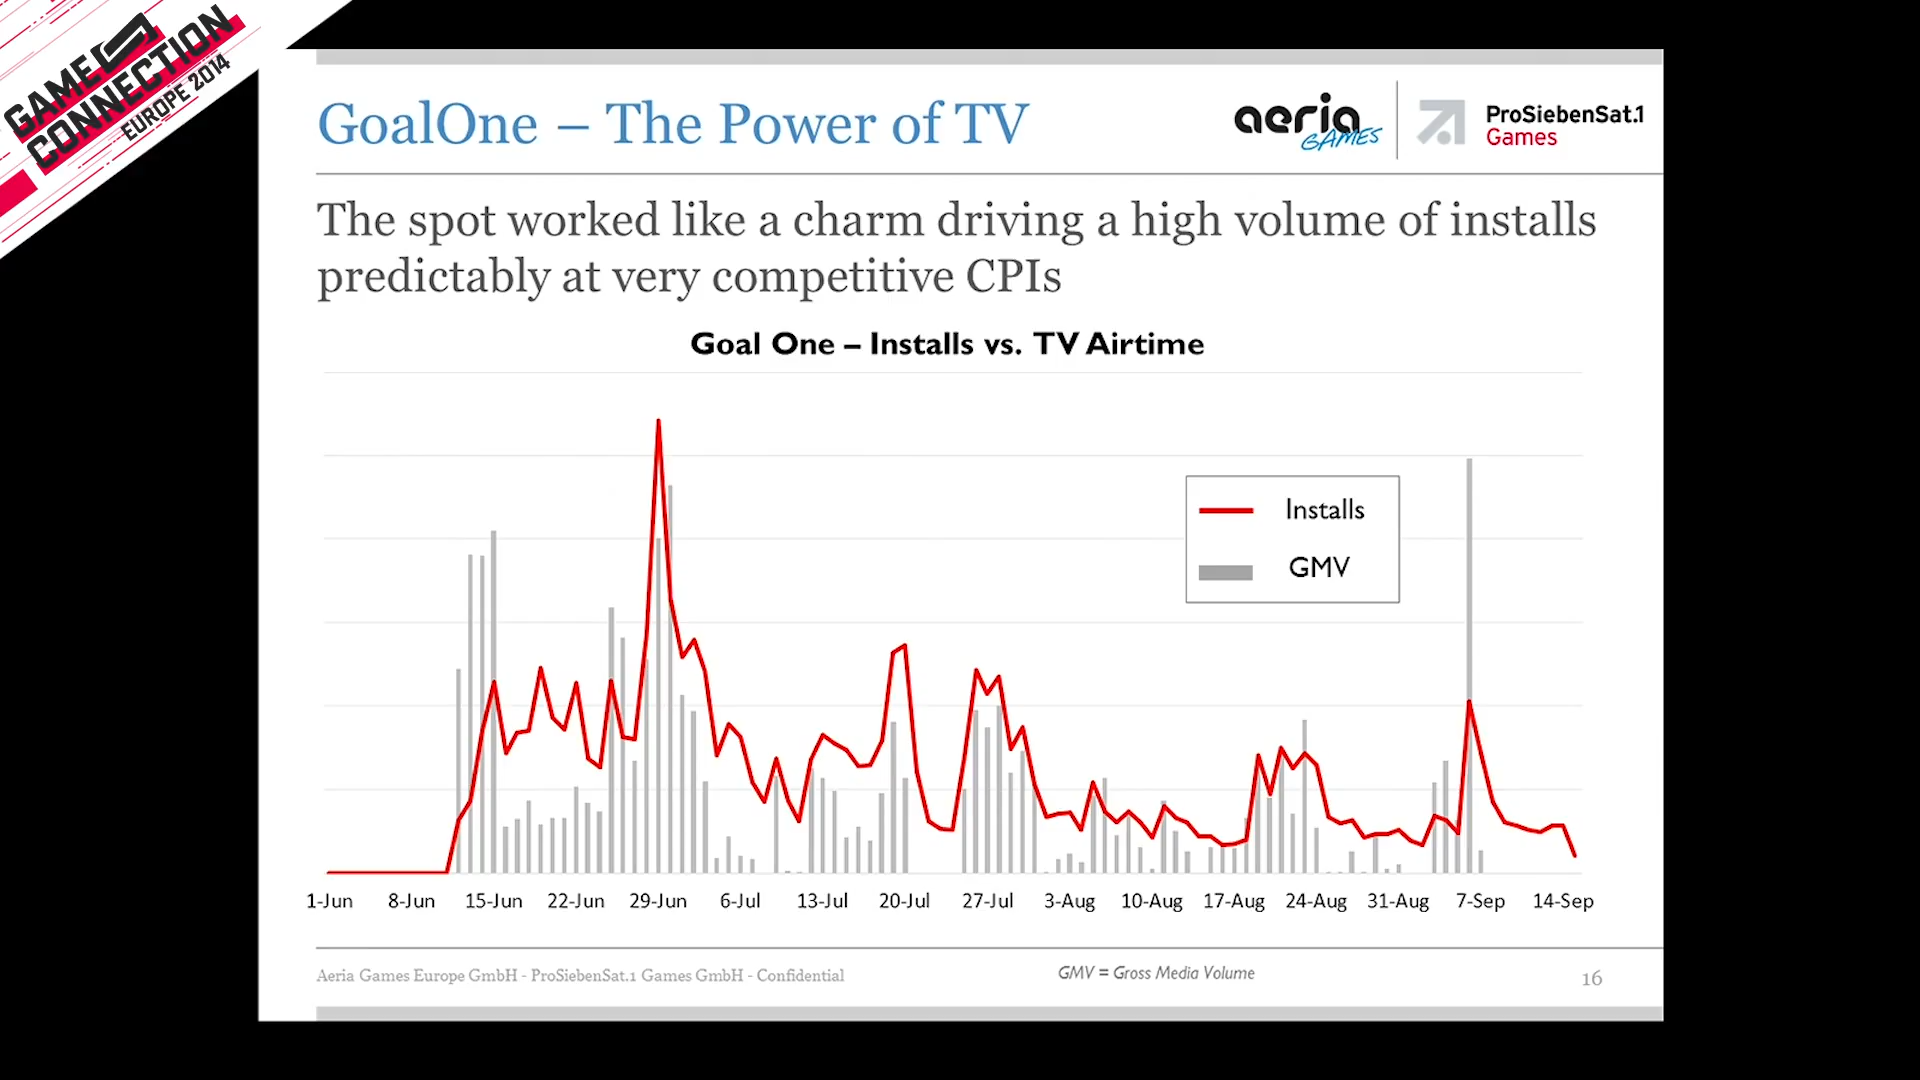 GAME
CONNECTION
EUROPE 2014
GoalOne – The Power of TV
aeria
GAMES
ProSiebenSat.1
Games
The spot worked like a charm driving a high volume of installs
predictably at very competitive CPIs
Goal One – Installs vs. TV Airtime
Installs
GMV
1-Jun 8-Jun 15-Jun 22-Jun 29-Jun 6-Jul 13-Jul 20-Jul 27-Jul 3-Aug 10-Aug 17-Aug 24-Aug 31-Aug 7-Sep 14-Sep
Aeria Games Europe GmbH - ProSiebenSat.1 Games GmbH - Confidential
GMV = Gross Media Volume
16